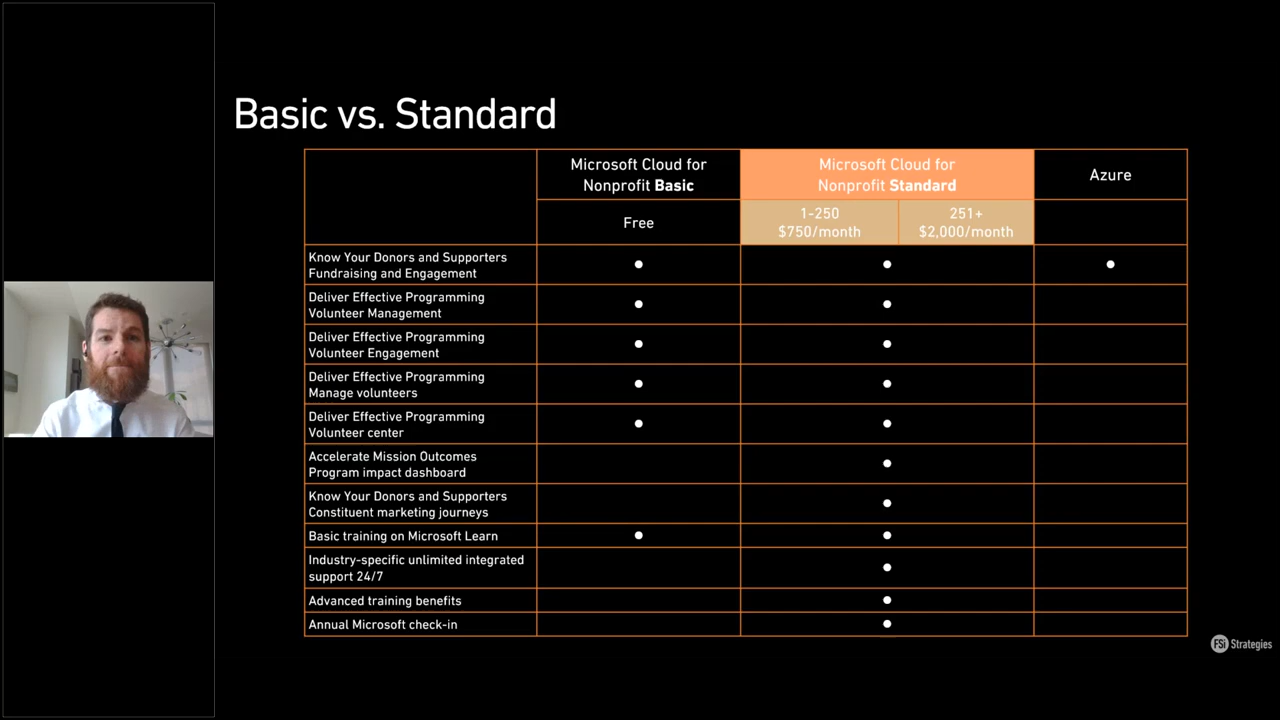 Basic vs. Standard
Microsoft Cloud for
Nonprofit Basic
Microsoft Cloud for
Nonprofit Standard
Azure
Free
1-250
$750/month
251+
$2,000/month
Know Your Donors and Supporters
Fundraising and Engagement
Deliver Effective Programming
Volunteer Management
Deliver Effective Programming
Volunteer Engagement
Deliver Effective Programming
Manage volunteers
Deliver Effective Programming
Volunteer center
Accelerate Mission Outcomes
Program impact dashboard
Know Your Donors and Supporters
Constituent marketing journeys
Basic training on Microsoft Learn
Industry-specific unlimited integrated
support 24/7
Advanced training benefits
Annual Microsoft check-in
FSi Strategies